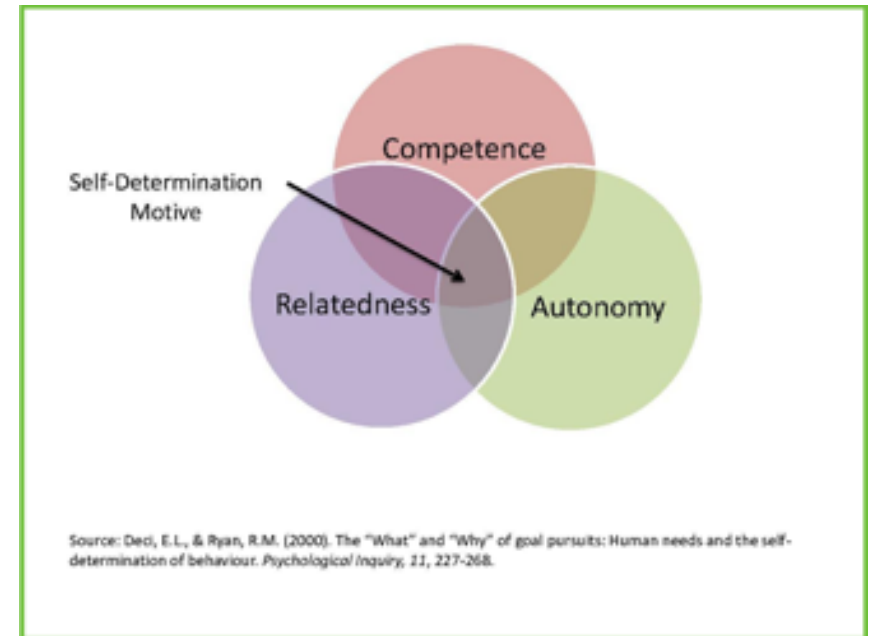 Competence
Self-Determination
Motive
Relatedness
Autonomy
Source: Deci, E.L., & Ryan, R.M. (2000). The “What” and “Why” of goal pursuits: Human needs and the self-
determination of behaviour. Psychological Inquiry, 11, 227-268.